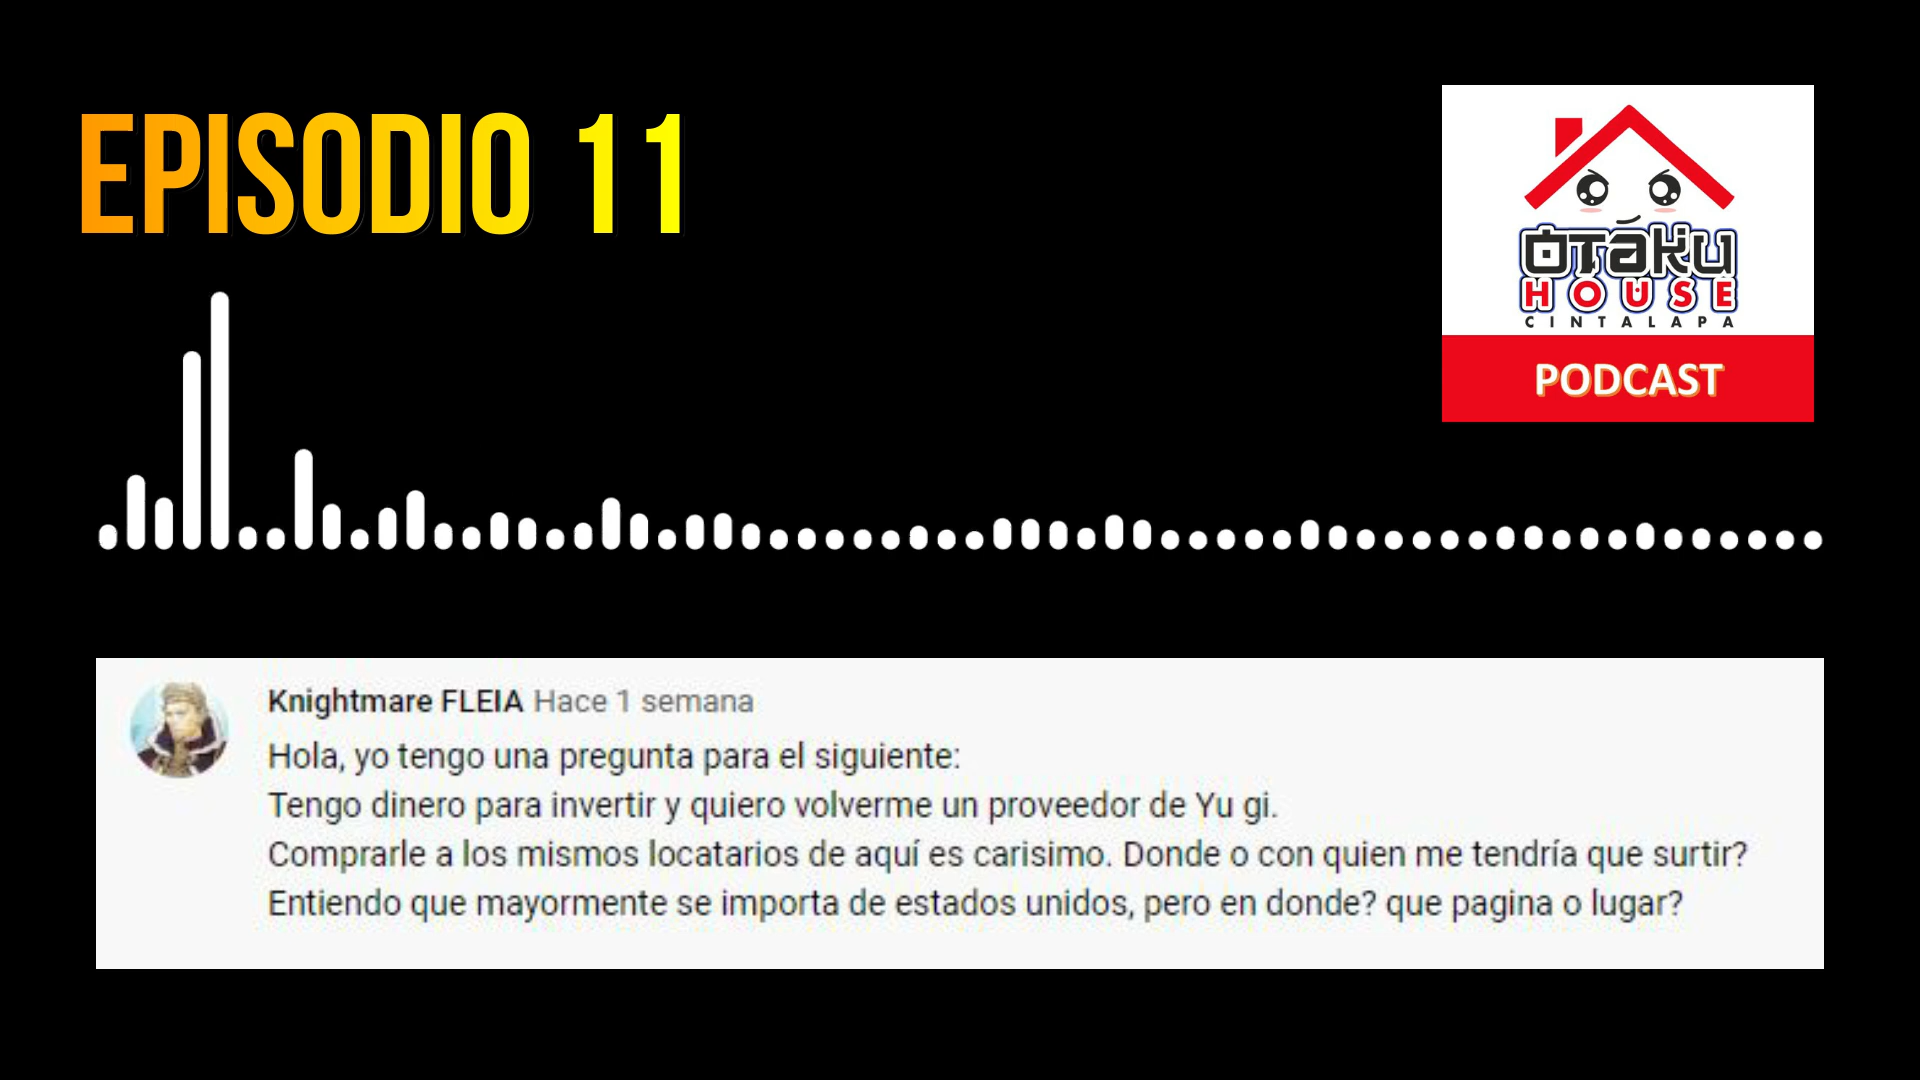 EPISODIO 11
OTAKU
HOUSE
CINTALAPA
PODCAST
Knightmare FLEIA Hace 1 semana
Hola, yo tengo una pregunta para el siguiente:
Tengo dinero para invertir y quiero volverme un proveedor de Yu gi.
Comprarle a los mismos locatarios de aquí es carisimo. Donde o con quien me tendría que surtir?
Entiendo que mayormente se importa de estados unidos, pero en donde? que pagina o lugar?